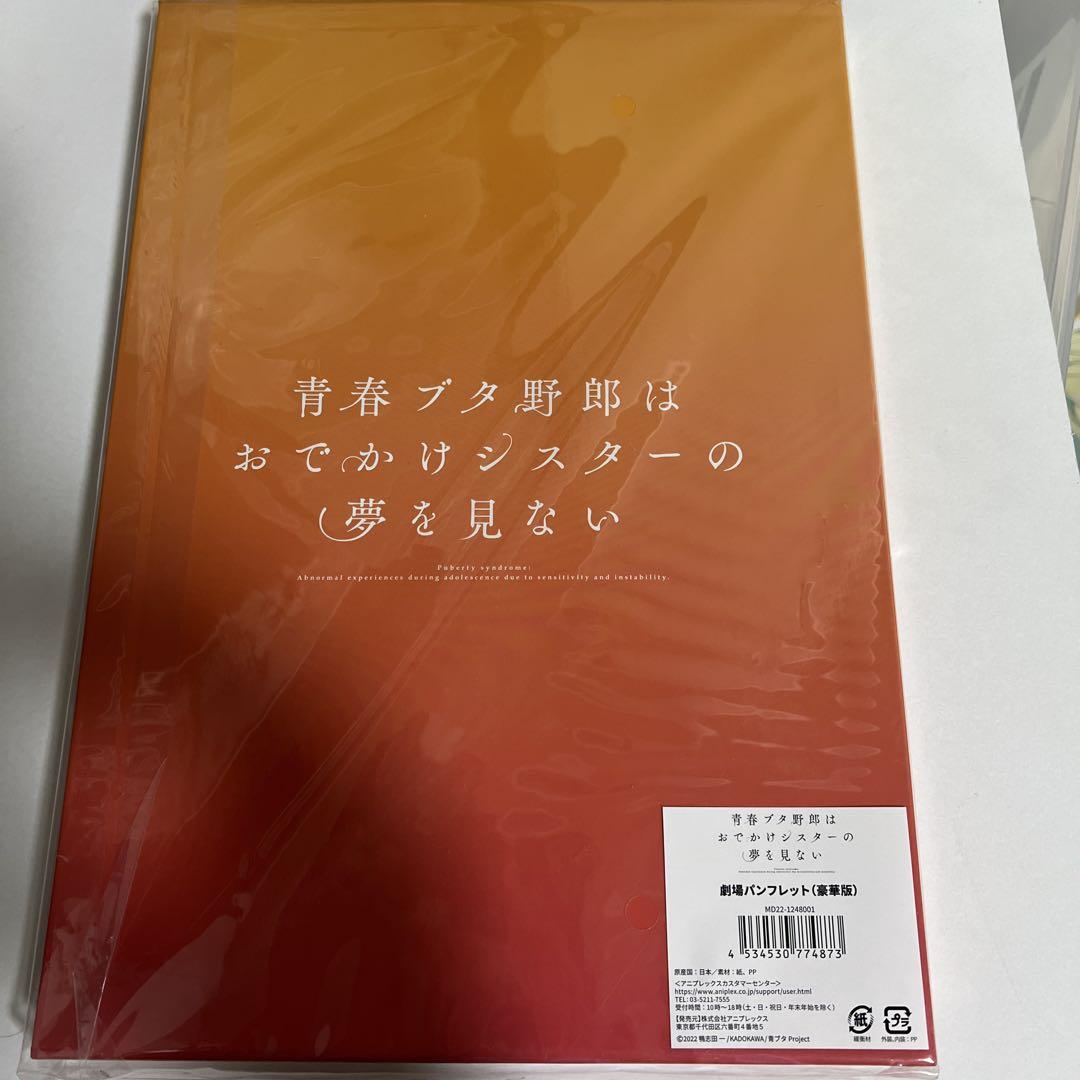 青春ブタ野郎は
おでかけシスターの
夢を見ない
Puberty syndrome:
Abnormal experiences during adolescence due to sensitivity and instability.
青春ブタ野郎は
おでかけシスターの
夢を見ない
劇場パンフレット(豪華版)
MD22-1248001
4 534530 774873
原産国:日本/素材:紙、PP
<アニプレックスカスタマーセンター>
https://www.aniplex.co.jp/support/user.html
TEL:03-5211-7555
受付時間:10時～18時(土・日・祝日・年末年始を除く)
【発売元】株式会社アニプレックス
東京都千代田区六番町4番地5
©2022 鴨志田 一/KADOKAWA/青ブタ Project
紙
緩衝材
プラ
外装、内装:PP